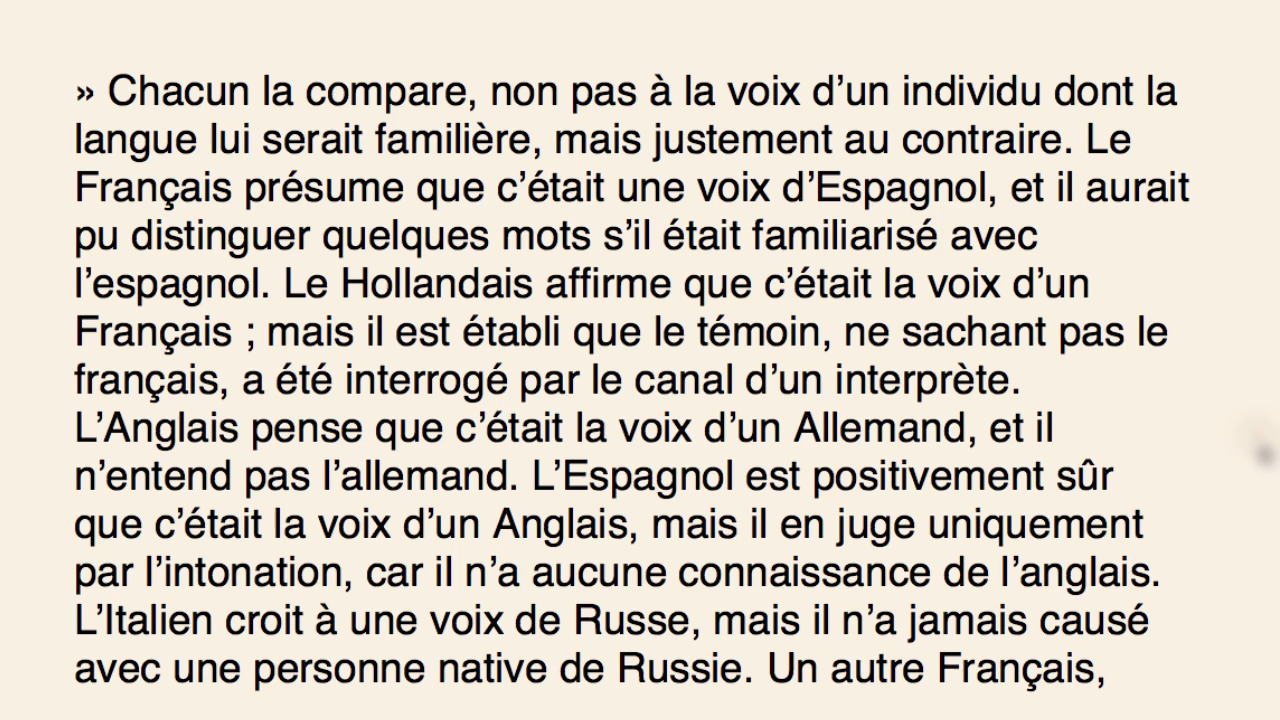 » Chacun la compare, non pas à la voix d’un individu dont la
langue lui serait familière, mais justement au contraire. Le
Français présume que c’était une voix d’Espagnol, et il aurait
pu distinguer quelques mots s’il était familiarisé avec
l’espagnol. Le Hollandais affirme que c’était la voix d’un
Français ; mais il est établi que le témoin, ne sachant pas le
français, a été interrogé par le canal d’un interprète.
L’Anglais pense que c’était la voix d’un Allemand, et il
n’entend pas l’allemand. L’Espagnol est positivement sûr
que c’était la voix d’un Anglais, mais il en juge uniquement
par l’intonation, car il n’a aucune connaissance de l’anglais.
L’Italien croit à une voix de Russe, mais il n’a jamais causé
avec une personne native de Russie. Un autre Français,